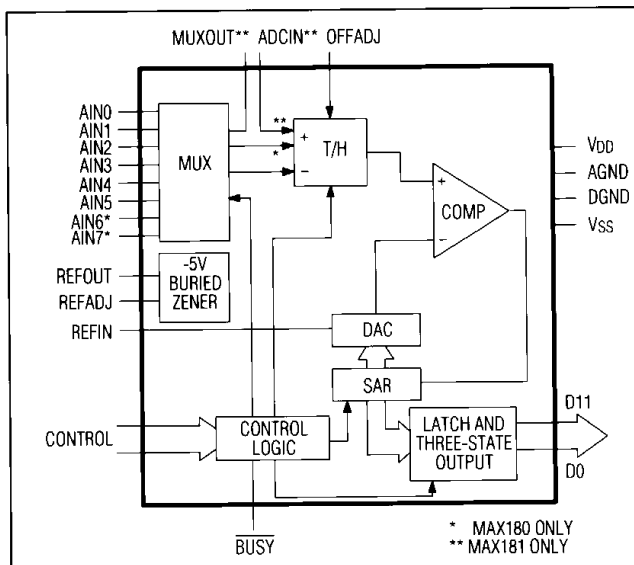 MUXOUT** ADCIN** OFFADJ
AIN0
AIN1
AIN2
AIN3
AIN4
AIN5
AIN6*
AIN7*
MUX
**
+
*
−
T/H
+
−
COMP
VDD
AGND
DGND
VSS
REFOUT
REFADJ
-5V
BURIED
ZENER
REFIN
DAC
SAR
CONTROL
CONTROL
LOGIC
LATCH AND
THREE-STATE
OUTPUT
D11
D0
BUSY
* MAX180 ONLY
** MAX181 ONLY